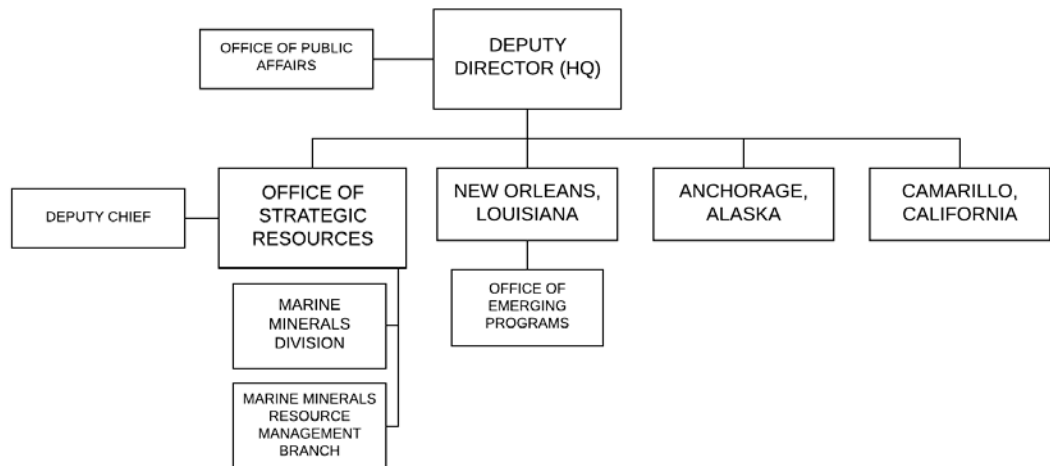 OFFICE OF PUBLIC
AFFAIRS
DEPUTY
DIRECTOR (HQ)
DEPUTY CHIEF
OFFICE OF
STRATEGIC
RESOURCES
NEW ORLEANS,
LOUISIANA
ANCHORAGE,
ALASKA
CAMARILLO,
CALIFORNIA
MARINE
MINERALS
DIVISION
OFFICE OF
EMERGING
PROGRAMS
MARINE MINERALS
RESOURCE
MANAGEMENT
BRANCH